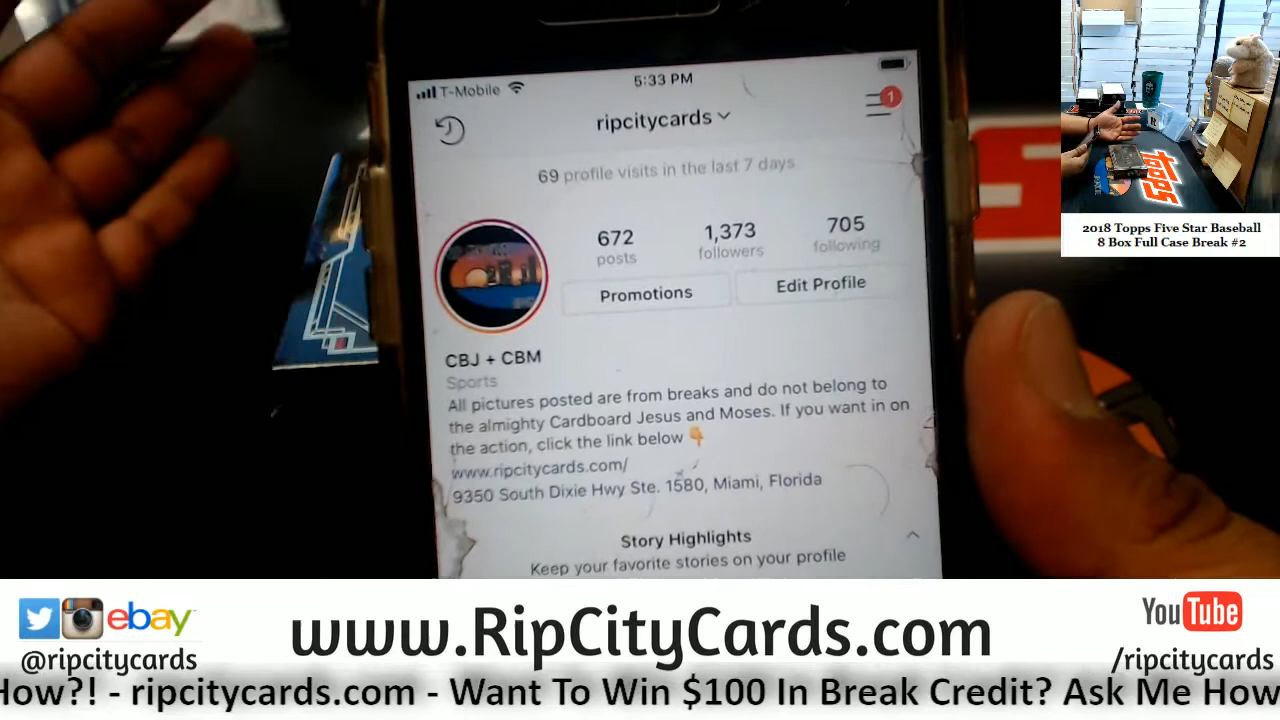 T-Mobile
5:33 PM
ripcitycards
1
69 profile visits in the last 7 days
672
posts
1,373
followers
705
following
Promotions
Edit Profile
CBJ + CBM
Sports
All pictures posted are from breaks and do not belong to
the almighty Cardboard Jesus and Moses. If you want in on
the action, click the link below 👇
www.ripcitycards.com/
9350 South Dixie Hwy Ste. 1580, Miami, Florida
Story Highlights
Keep your favorite stories on your profile
topps
2018 Topps Five Star Baseball
8 Box Full Case Break #2
ebay
@ripcitycards
www.RipCityCards.com
YouTube
/ripcitycards
How?! - ripcitycards.com - Want To Win $100 In Break Credit? Ask Me How